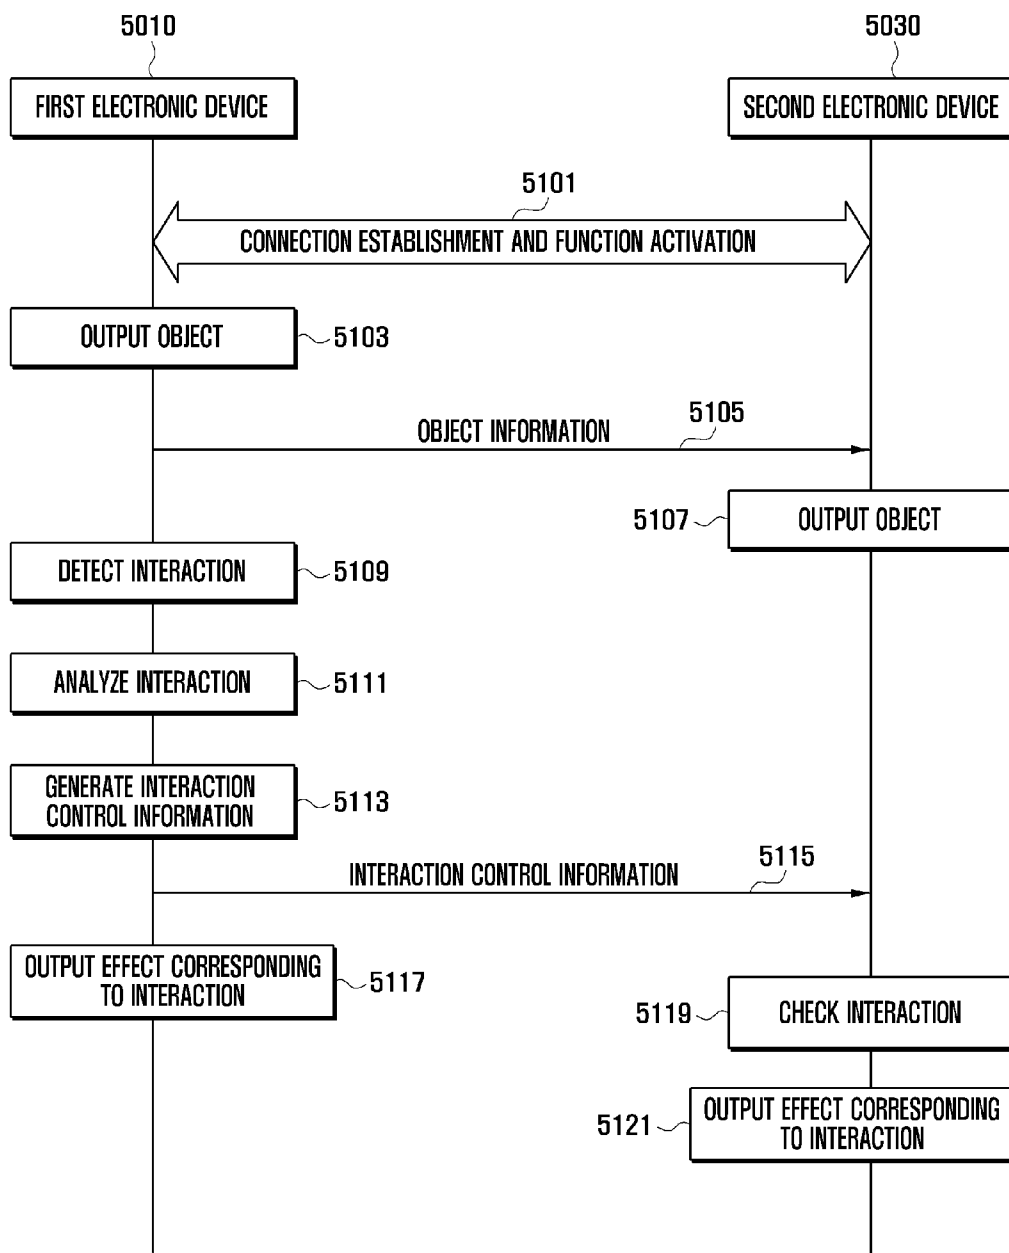 5010
5030
FIRST ELECTRONIC DEVICE
SECOND ELECTRONIC DEVICE
5101
CONNECTION ESTABLISHMENT AND FUNCTION ACTIVATION
OUTPUT OBJECT
5103
OBJECT INFORMATION
5105
5107
OUTPUT OBJECT
DETECT INTERACTION
5109
ANALYZE INTERACTION
5111
GENERATE INTERACTION
CONTROL INFORMATION
5113
INTERACTION CONTROL INFORMATION
5115
OUTPUT EFFECT CORRESPONDING
TO INTERACTION
5117
5119
CHECK INTERACTION
5121
OUTPUT EFFECT CORRESPONDING
TO INTERACTION